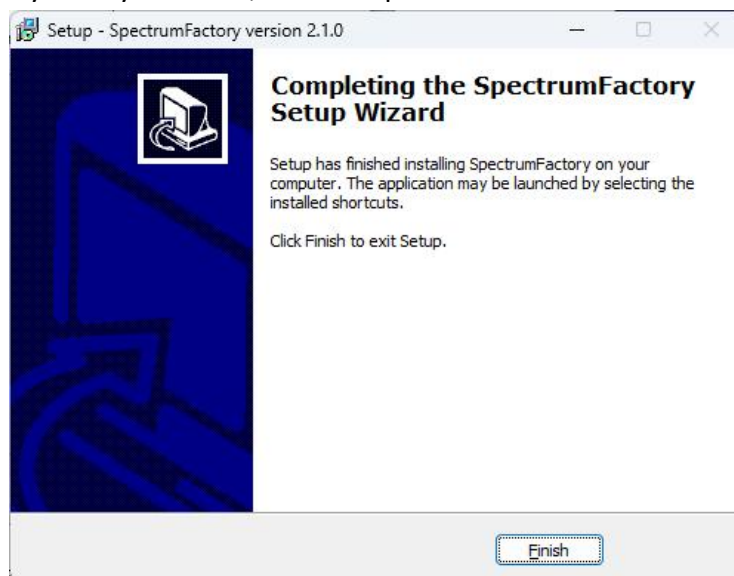 Setup - SpectrumFactory version 2.1.0
Completing the SpectrumFactory
Setup Wizard
Setup has finished installing SpectrumFactory on your
computer. The application may be launched by selecting the
installed shortcuts.
Click Finish to exit Setup.
Finish